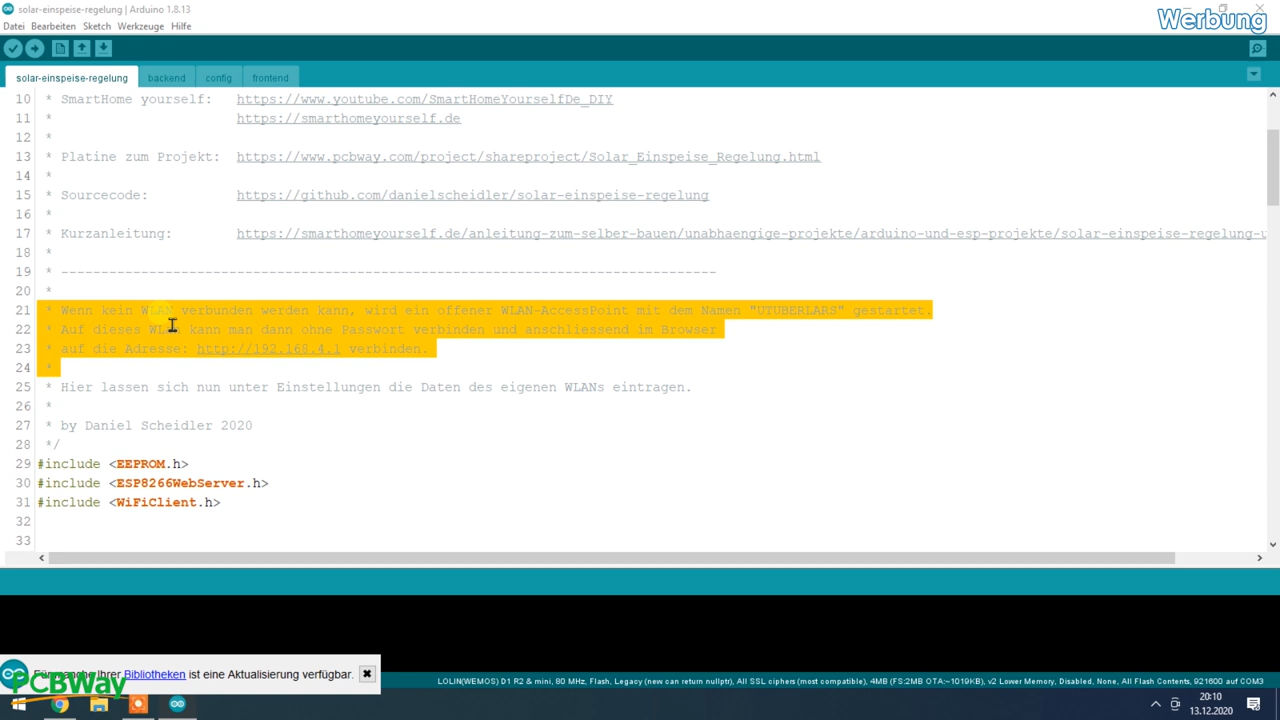 solar-einspeise-regelung | Arduino 1.8.13
Werbung
Datei Bearbeiten Sketch Werkzeuge Hilfe
solar-einspeise-regelung backend config frontend
10 * SmartHome yourself: https://www.youtube.com/SmartHomeYourselfDe_DIY
11 * https://smarthomeyourself.de
12 *
13 * Platine zum Projekt: https://www.pcbway.com/project/shareproject/Solar_Einspeise_Regelung.html
14 *
15 * Sourcecode: https://github.com/danielscheidler/solar-einspeise-regelung
16 *
17 * Kurzanleitung: https://smarthomeyourself.de/anleitung-zum-selber-bauen/unabhaengige-projekte/arduino-und-esp-projekte/solar-einspeise-regelung-u
18 *
19 * ----------------------------------------------------------------------------------
20 *
21 * Wenn kein WLAN verbunden werden kann, wird ein offener WLAN-AccessPoint mit dem Namen "UTUBERLARS" gestartet.
22 * Auf dieses WLAN kann man dann ohne Passwort verbinden und anschliessend im Browser
23 * auf die Adresse: http://192.168.4.1 verbinden.
24 *
25 * Hier lassen sich nun unter Einstellungen die Daten des eigenen WLANs eintragen.
26 *
27 * by Daniel Scheidler 2020
28 */
29 #include <EEPROM.h>
30 #include <ESP8266WebServer.h>
31 #include <WiFiClient.h>
32
33
Für manche Ihrer Bibliotheken ist eine Aktualisierung verfügbar.
PCBWay
LOLIN(WEMOS) D1 R2 & mini, 80 MHz, Flash, Legacy (new can return nullptr), All SSL ciphers (most compatible), 4MB (FS:2MB OTA:~1019KB), v2 Lower Memory, Disabled, None, All Flash Contents, 921600 auf COM3
20:10
13.12.2020